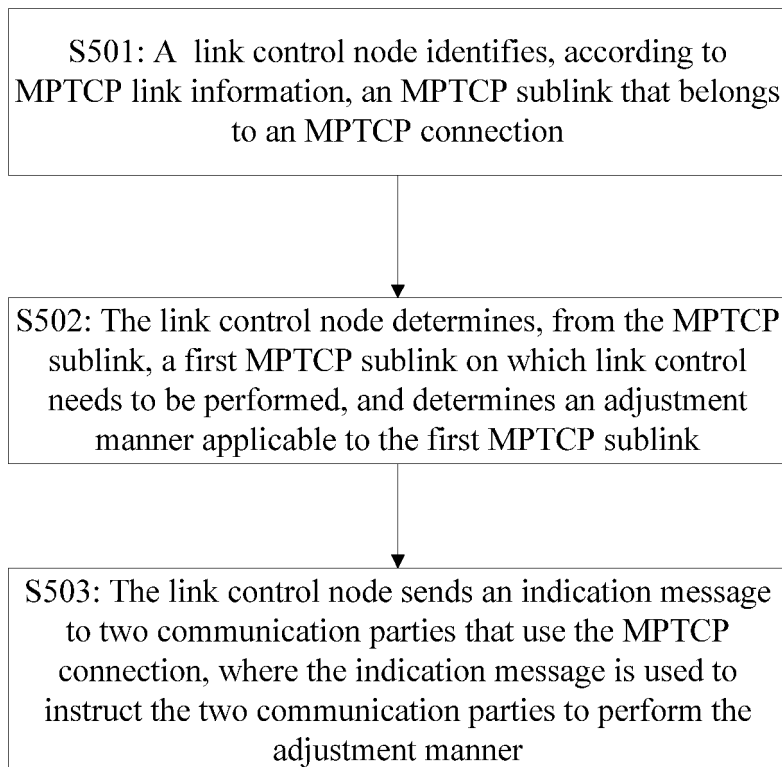 S501: A link control node identifies, according to
MPTCP link information, an MPTCP sublink that belongs
to an MPTCP connection
S502: The link control node determines, from the MPTCP
sublink, a first MPTCP sublink on which link control
needs to be performed, and determines an adjustment
manner applicable to the first MPTCP sublink
S503: The link control node sends an indication message
to two communication parties that use the MPTCP
connection, where the indication message is used to
instruct the two communication parties to perform the
adjustment manner